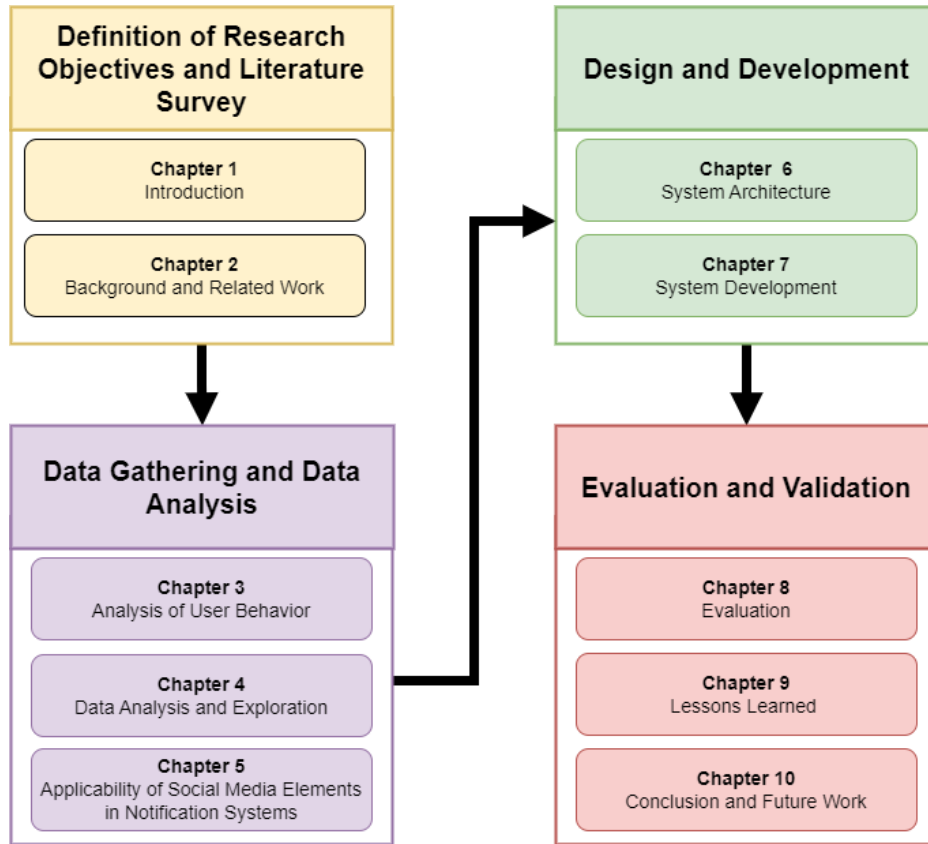 Definition of Research
Objectives and Literature
Survey
Chapter 1
Introduction
Chapter 2
Background and Related Work
Data Gathering and Data
Analysis
Chapter 3
Analysis of User Behavior
Chapter 4
Data Analysis and Exploration
Chapter 5
Applicability of Social Media Elements
in Notification Systems
Design and Development
Chapter 6
System Architecture
Chapter 7
System Development
Evaluation and Validation
Chapter 8
Evaluation
Chapter 9
Lessons Learned
Chapter 10
Conclusion and Future Work